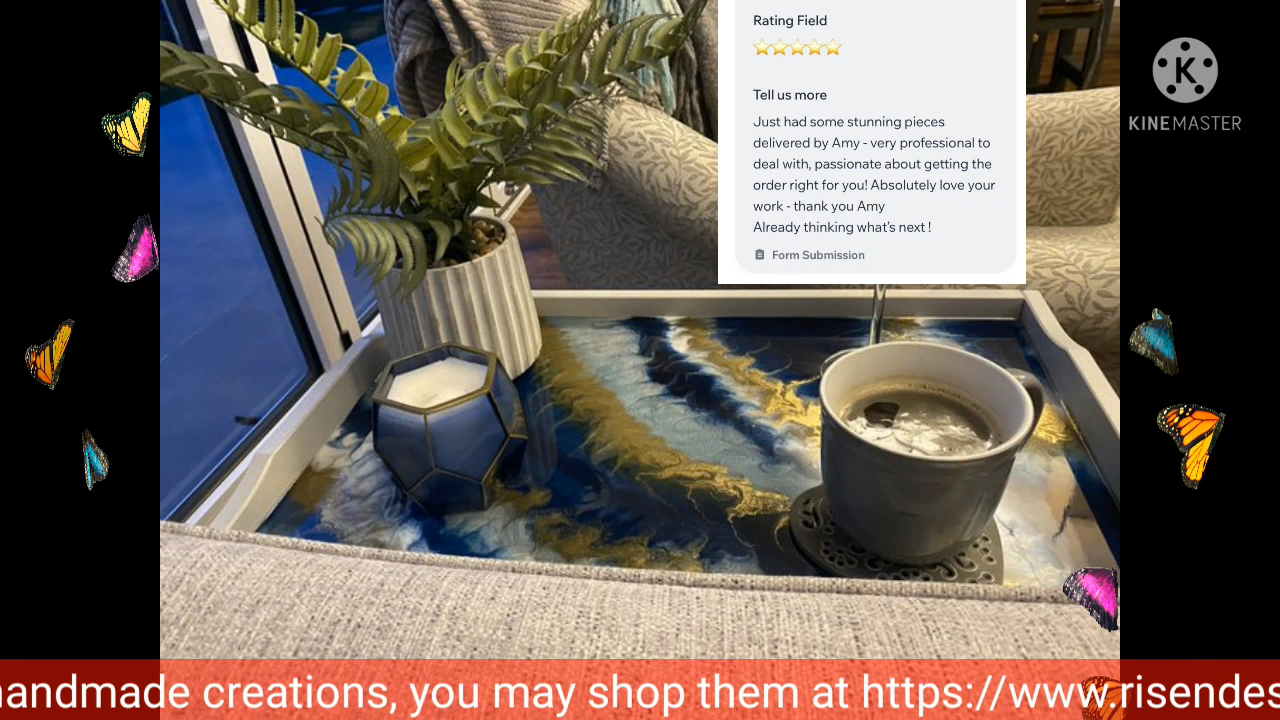 Rating Field
Tell us more
Just had some stunning pieces
delivered by Amy - very professional to
deal with, passionate about getting the
order right for you! Absolutely love your
work - thank you Amy
Already thinking what's next !
Form Submission
K
KINEMASTER
handmade creations, you may shop them at https://www.risendes